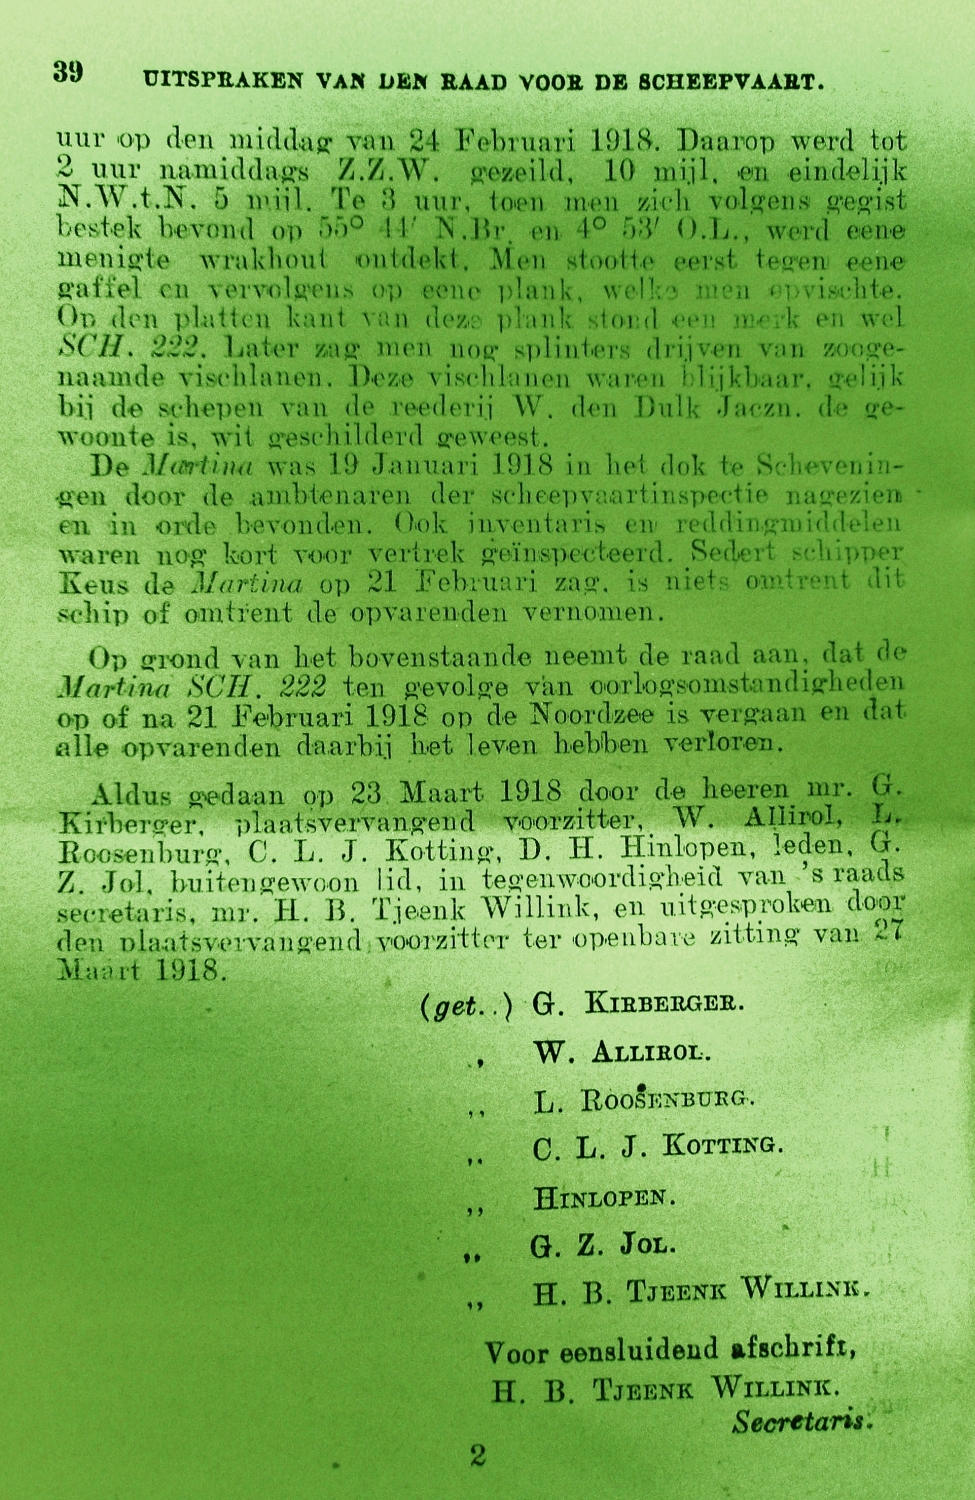 39 UITSPRAKEN VAN DEN RAAD VOOR DE SCHEEPVAART.
uur op den middag van 24 Februari 1918. Daarop werd tot
2 uur namiddags Z.Z.W. gezeild, 10 mijl, en eindelijk
N.W.t.N. 5 mijl. Te 3 uur, toen men zich volgens gegist
bestek bevond op 55° 44′ N.Br. en 4° 53′ O.L., werd eene
menigte wrakhout ontdekt. Men stootte eerst tegen eene
gaffel en vervolgens op eene plank, welke men opvischte.
Op den platten kant van deze plank stond een merk en wel
SCH. 222. Later zag men nog splinters drijven van zooge-
naamde vischlanen. Deze vischlanen waren blijkbaar, gelijk
bij de schepen van de reederij W. den Dulk Jaczn. de ge-
woonte is, wit geschilderd geweest.
De Martina was 19 Januari 1918 in het dok te Schevenin-
gen door de ambtenaren der scheepvaartinspectie nagezien
en in orde bevonden. Ook inventaris en reddingmiddelen
waren nog kort voor vertrek geïnspecteerd. Sedert schipper
Keus de Martina op 21 Februari zag, is niets omtrent dit
schip of omtrent de opvarenden vernomen.
Op grond van het bovenstaande neemt de raad aan, dat de
Martina SCH. 222 ten gevolge van oorlogsomstandigheden
op of na 21 Februari 1918 op de Noordzee is vergaan en dat
alle opvarenden daarbij het leven hebben verloren.
Aldus gedaan op 23 Maart 1918 door de heeren mr. G.
Kirberger, plaatsvervangend voorzitter, W. Allirol, L.
Roosenburg, C. L. J. Kotting, D. H. Hinlopen, leden, G.
Z. Jol, buitengewoon lid, in tegenwoordigheid van 's raads
secretaris, mr. H. B. Tjeenk Willink, en uitgesproken door
den plaatsvervangend voorzitter ter openbare zitting van 27
Maart 1918.
(get..) G. KIRBERGER.
,, W. ALLIROL.
,, L. ROOSENBURG.
,, C. L. J. KOTTING.
,, HINLOPEN.
,, G. Z. JOL.
,, H. B. TJEENK WILLINK.
Voor eensluidend afschrift,
H. B. TJEENK WILLINK.
Secretaris.
2